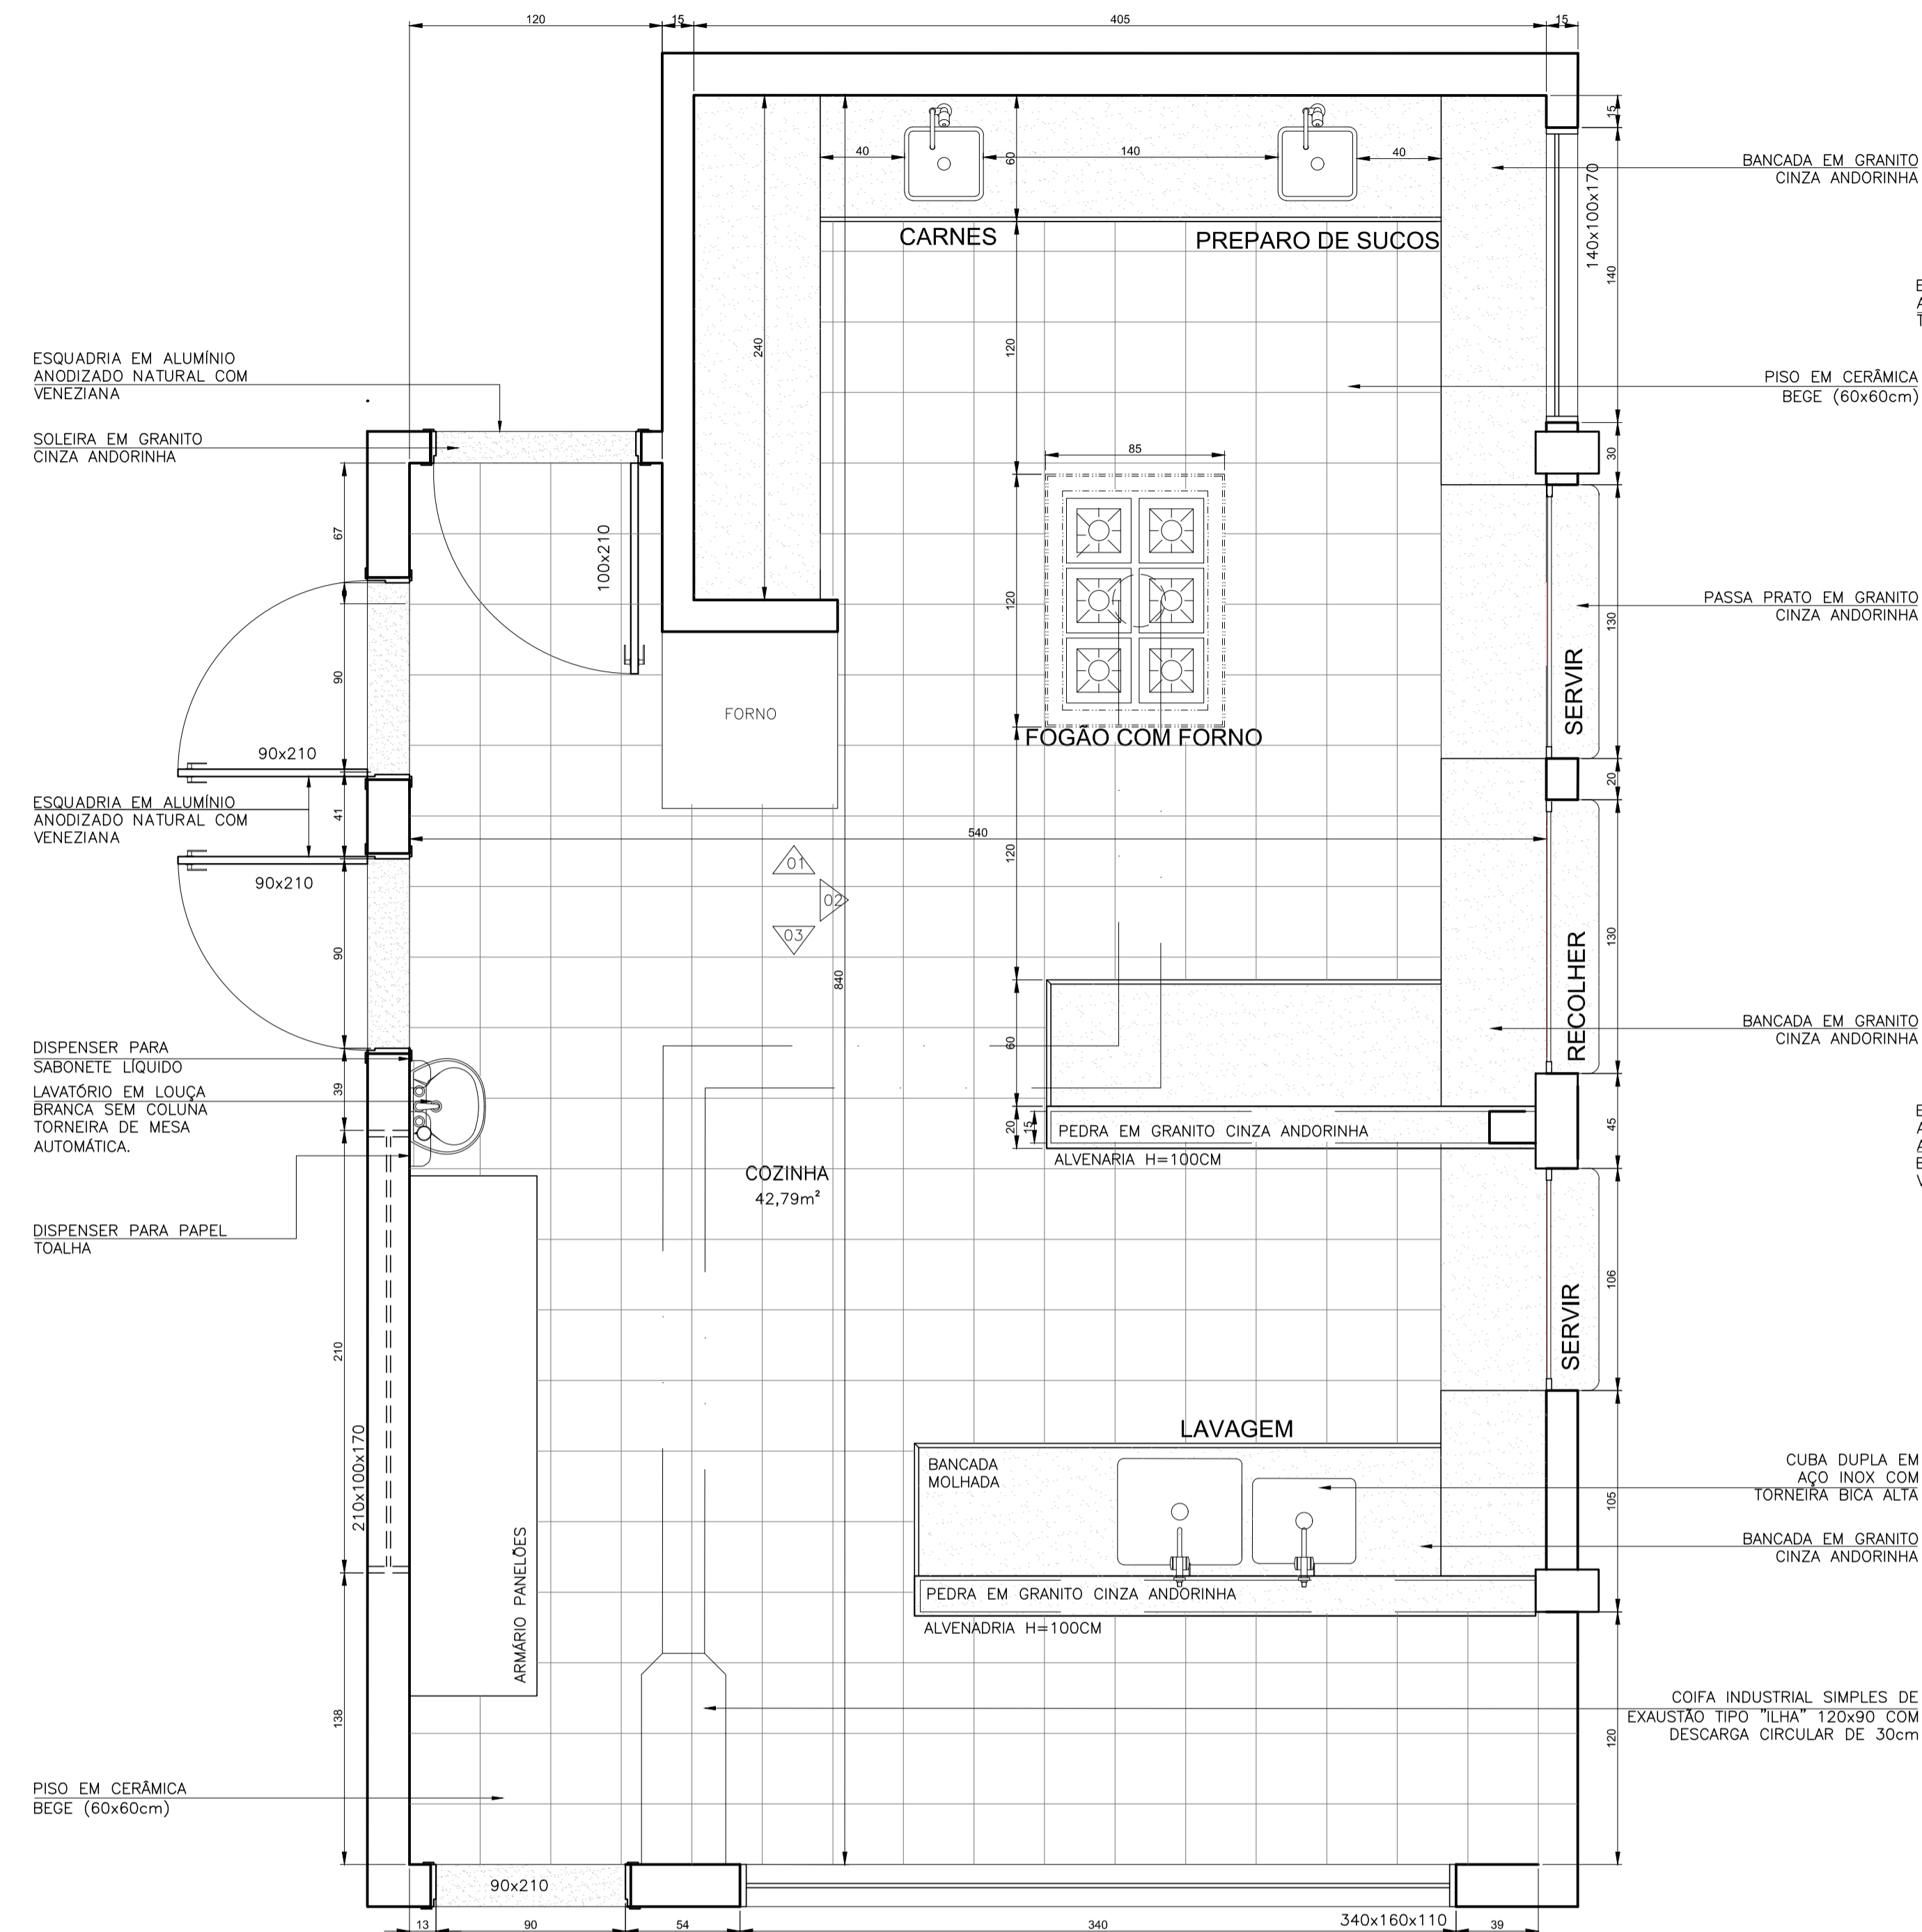 120
15
405
15
15
40
60
140
40
140x100x170
140
BANCADA EM GRANITO
CINZA ANDORINHA
CARNES
PREPARO DE SUCOS
240
120
ESQUADRIA EM ALUMÍNIO
ANODIZADO NATURAL COM
VENEZIANA
SOLEIRA EM GRANITO
CINZA ANDORINHA
PISO EM CERÂMICA
BEGE (60x60cm)
30
85
67
100x210
120
130
SERVIR
PASSA PRATO EM GRANITO
CINZA ANDORINHA
90
FORNO
FOGÃO COM FORNO
90x210
ESQUADRIA EM ALUMÍNIO
ANODIZADO NATURAL COM
VENEZIANA
41
90x210
540
20
120
01
02
03
840
90
130
RECOLHER
DISPENSER PARA
SABONETE LÍQUIDO
LAVATÓRIO EM LOUÇA
BRANCA SEM COLUNA
TORNEIRA DE MESA
AUTOMÁTICA.
39
60
BANCADA EM GRANITO
CINZA ANDORINHA
20
15
PEDRA EM GRANITO CINZA ANDORINHA
ALVENARIA H=100CM
45
COZINHA
42,79m²
DISPENSER PARA PAPEL
TOALHA
210
210x100x170
106
SERVIR
LAVAGEM
BANCADA
MOLHADA
ARMÁRIO PANELÕES
105
CUBA DUPLA EM
AÇO INOX COM
TORNEIRA BICA ALTA
BANCADA EM GRANITO
CINZA ANDORINHA
PEDRA EM GRANITO CINZA ANDORINHA
ALVENADRIA H=100CM
138
120
COIFA INDUSTRIAL SIMPLES DE
EXAUSTÃO TIPO "ILHA" 120x90 COM
DESCARGA CIRCULAR DE 30cm
PISO EM CERÂMICA
BEGE (60x60cm)
90x210
340x160x110
13
90
54
340
39